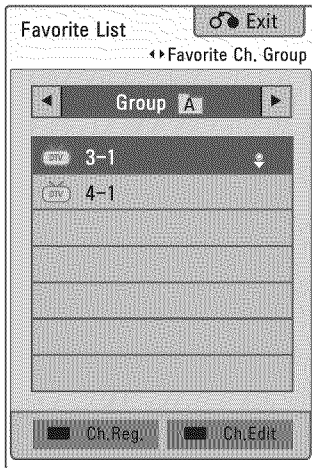 Favorite List
Exit
Favorite Ch. Group
Group A
DTV 3-1
DTV 4-1
Ch.Reg.
Ch.Edit